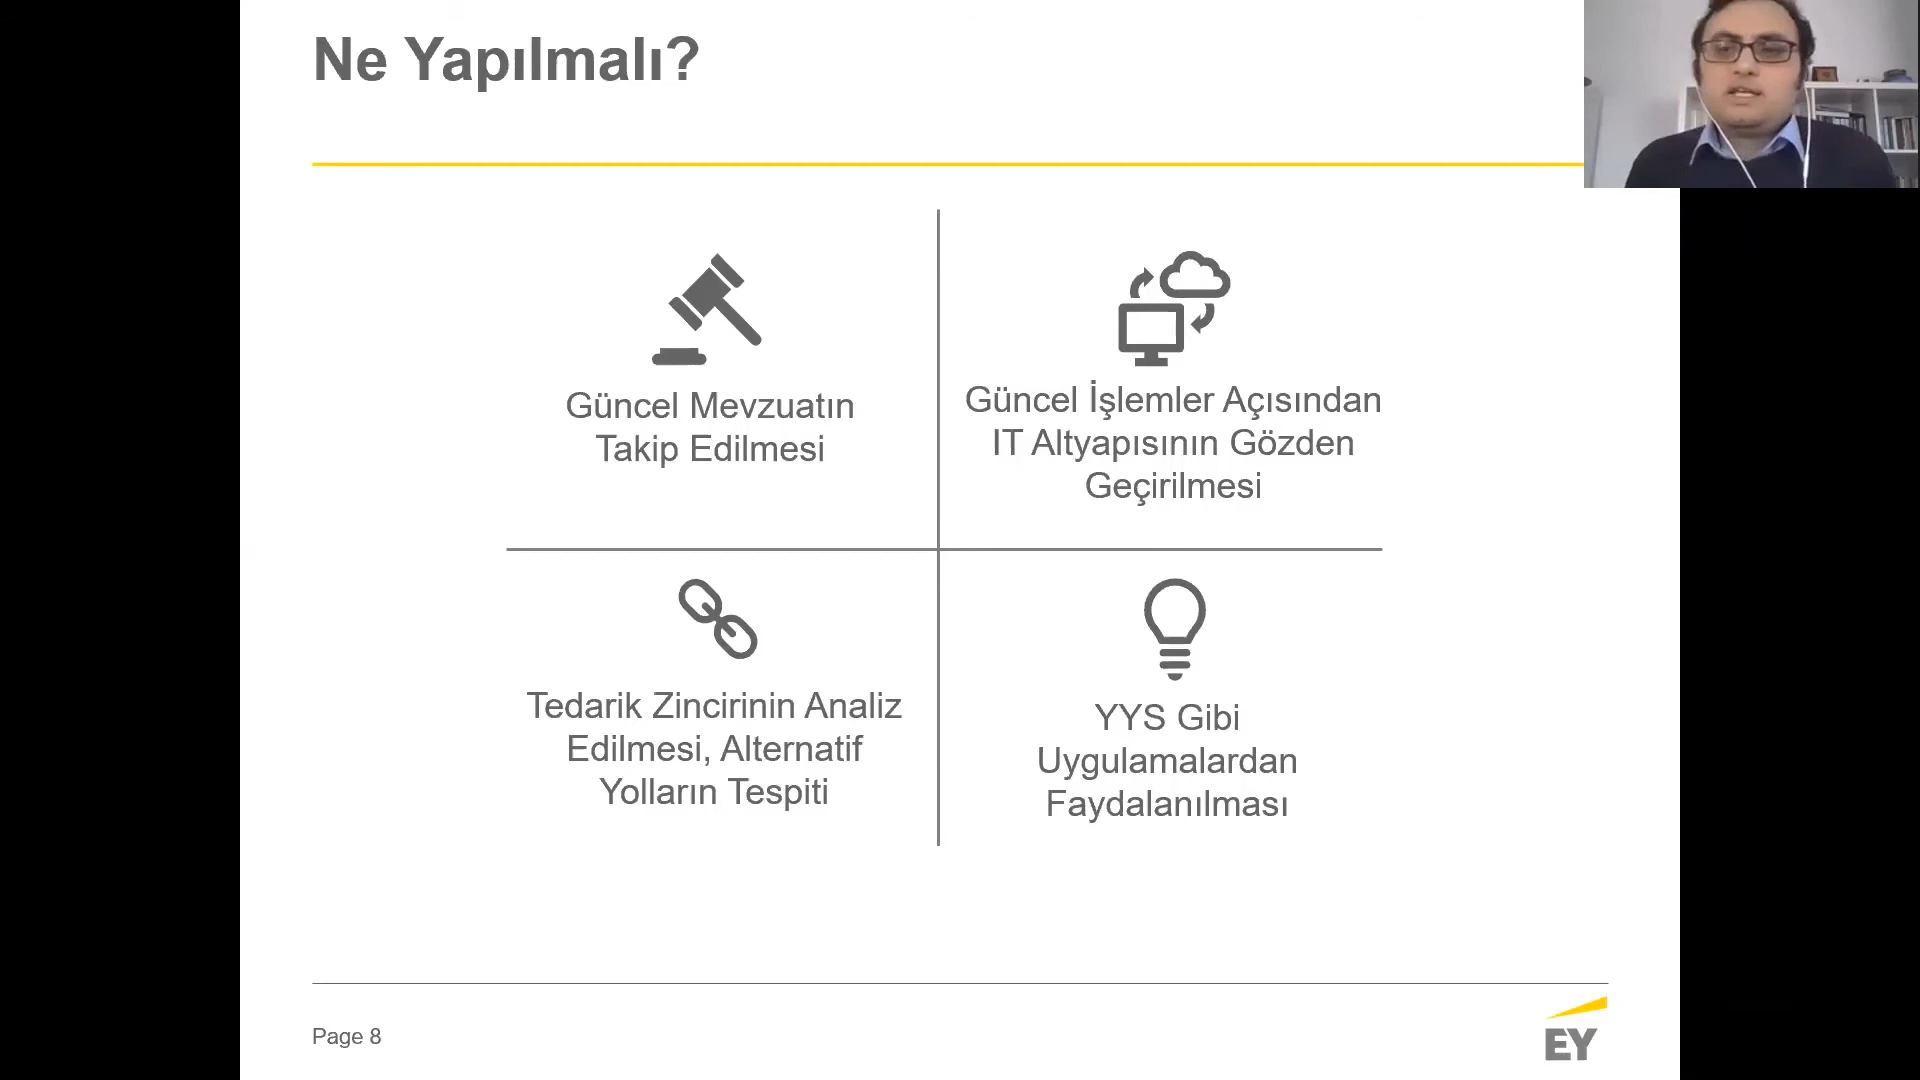 Ne Yapılmalı?
Güncel Mevzuatın
Takip Edilmesi
Güncel İşlemler Açısından
IT Altyapısının Gözden
Geçirilmesi
Tedarik Zincirinin Analiz
Edilmesi, Alternatif
Yolların Tespiti
YYS Gibi
Uygulamalardan
Faydalanılması
Page 8
EY